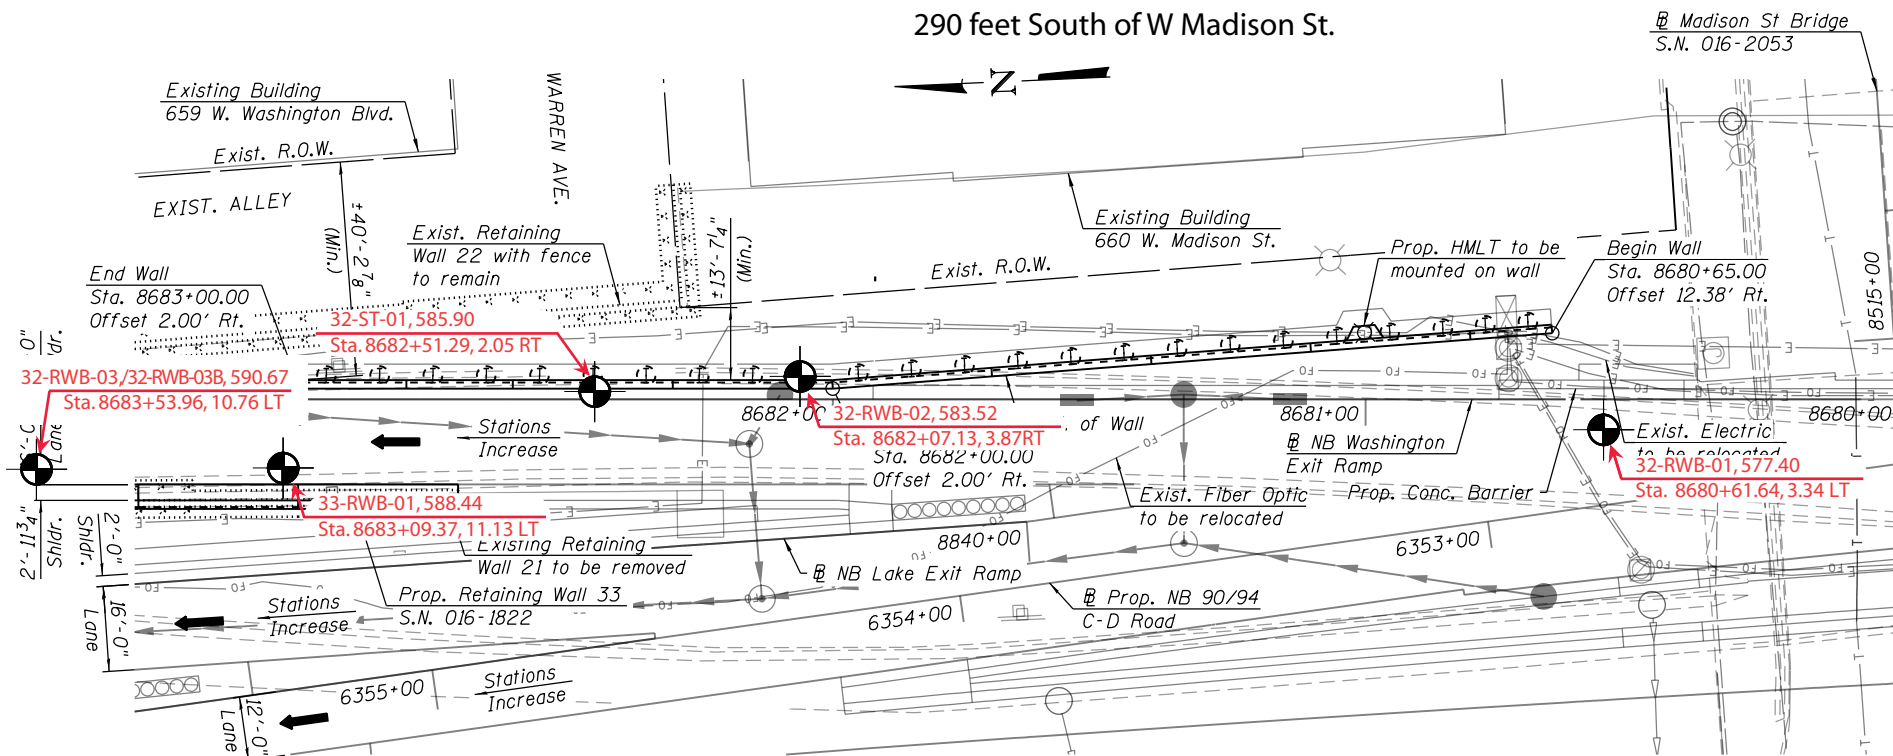 290 feet South of W Madison St.
℄ Madison St Bridge
S.N. 016-2053
Z
Existing Building
659 W. Washington Blvd.
WARREN AVE.
Exist. R.O.W.
EXIST. ALLEY
±40'-2⅞"
(Min.)
Exist. Retaining
Wall 22 with fence
to remain
±13'-7¼"
(Min.)
Existing Building
660 W. Madison St.
Exist. R.O.W.
Prop. HMLT to be
mounted on wall
Begin Wall
Sta. 8680+65.00
Offset 12.38' Rt.
8515+00
End Wall
Sta. 8683+00.00
Offset 2.00' Rt.
32-ST-01, 585.90
Sta. 8682+51.29, 2.05 RT
32-RWB-03/32-RWB-03B, 590.67
Sta. 8683+53.96, 10.76 LT
Lane
8682+00
32-RWB-02, 583.52
Sta. 8682+07.13, 3.87RT
of Wall
Sta. 8682+00.00
Offset 2.00' Rt.
8681+00
8680+00
Stations
Increase
NB Washington
Exit Ramp
Exist. Electric
to be relocated
32-RWB-01, 577.40
Sta. 8680+61.64, 3.34 LT
Prop. Conc. Barrier
Exist. Fiber Optic
to be relocated
33-RWB-01, 588.44
Sta. 8683+09.37, 11.13 LT
2'-11¾"
Shldr.
2'-0"
Shldr.
Existing Retaining
Wall 21 to be removed
8840+00
6353+00
NB Lake Exit Ramp
Prop. Retaining Wall 33
S.N. 016-1822
Prop. NB 90/94
C-D Road
16'-0"
Lane
Stations
Increase
6354+00
6355+00
Stations
Increase
12'-0"
Lane